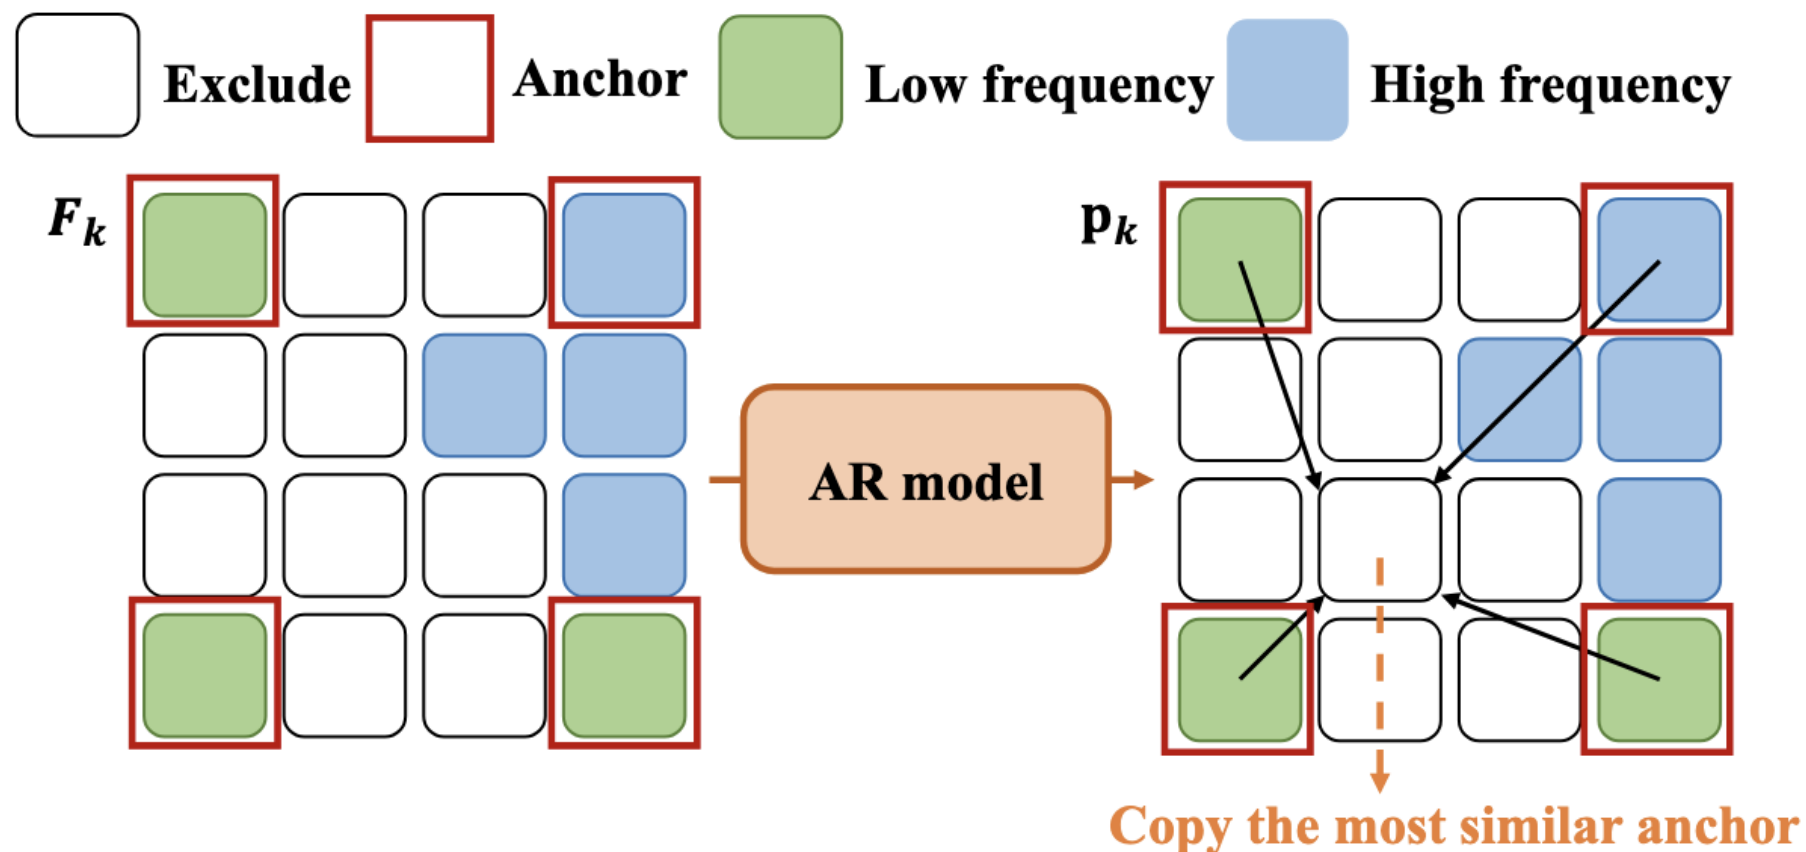 Exclude Anchor Low frequency High frequency
F_k p_k
AR model
Copy the most similar anchor